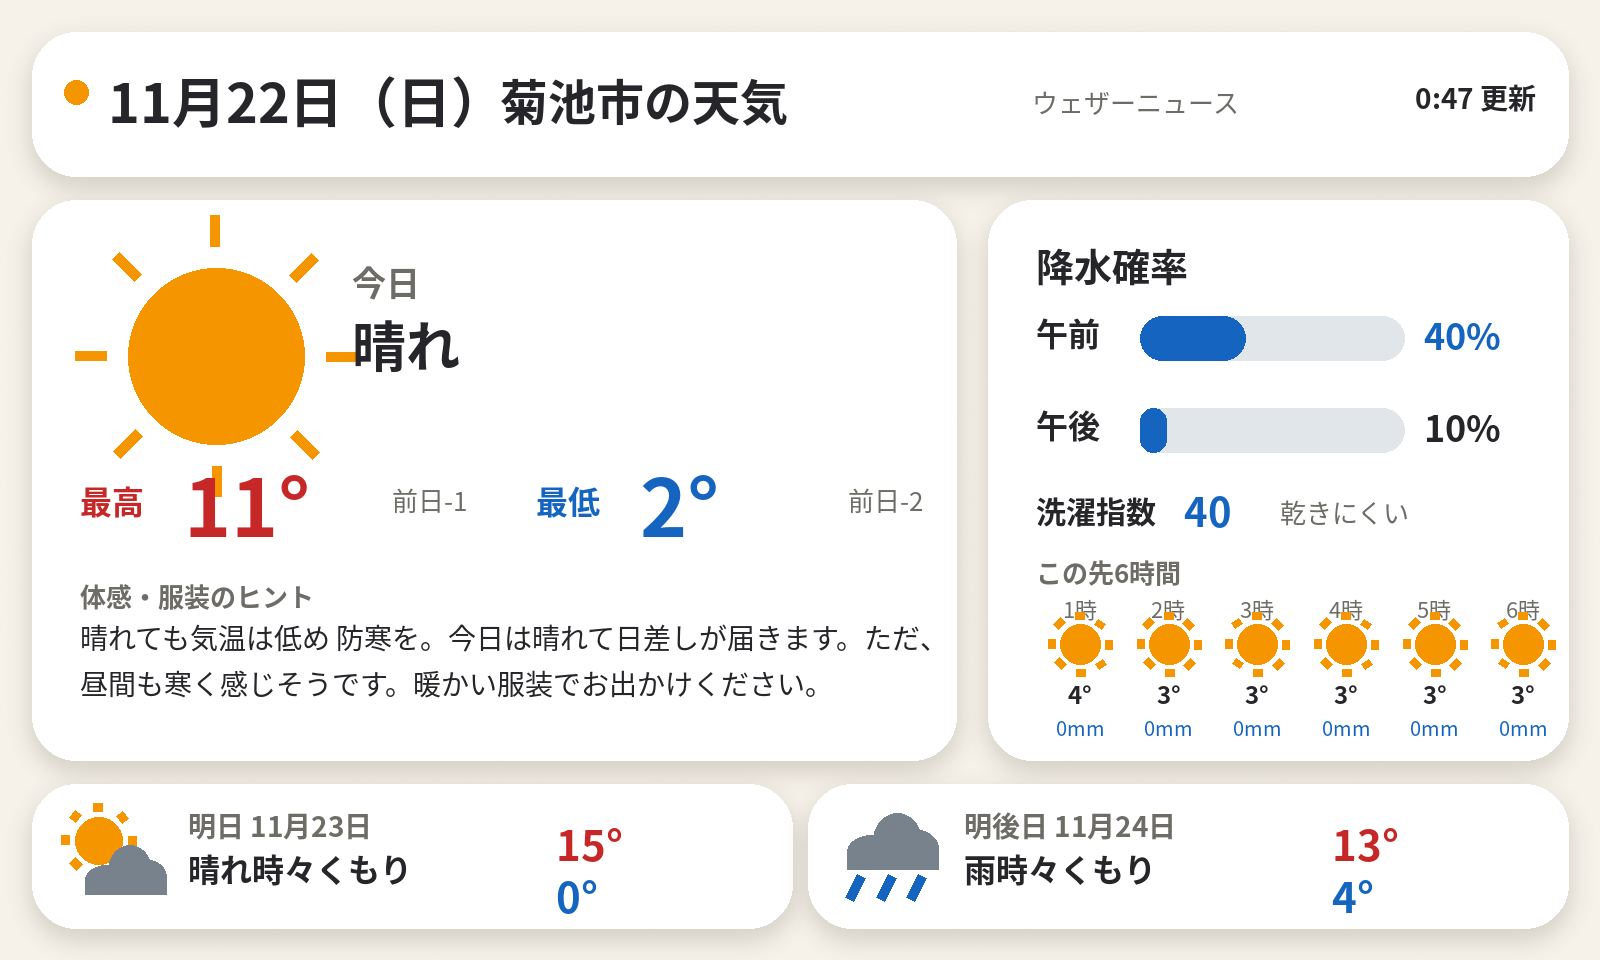 11月22日（日）菊池市の天気
ウェザーニュース
0:47 更新
今日
晴れ
最高 11° 前日-1 最低 2° 前日-2
体感・服装のヒント
晴れても気温は低め 防寒を。今日は晴れて日差しが届きます。ただ、
昼間も寒く感じそうです。暖かい服装でお出かけください。
降水確率
午前 40%
午後 10%
洗濯指数 40 乾きにくい
この先6時間
1時 2時 3時 4時 5時 6時
4° 3° 3° 3° 3° 3°
0mm 0mm 0mm 0mm 0mm 0mm
明日 11月23日
晴れ時々くもり
15°
0°
明後日 11月24日
雨時々くもり
13°
4°